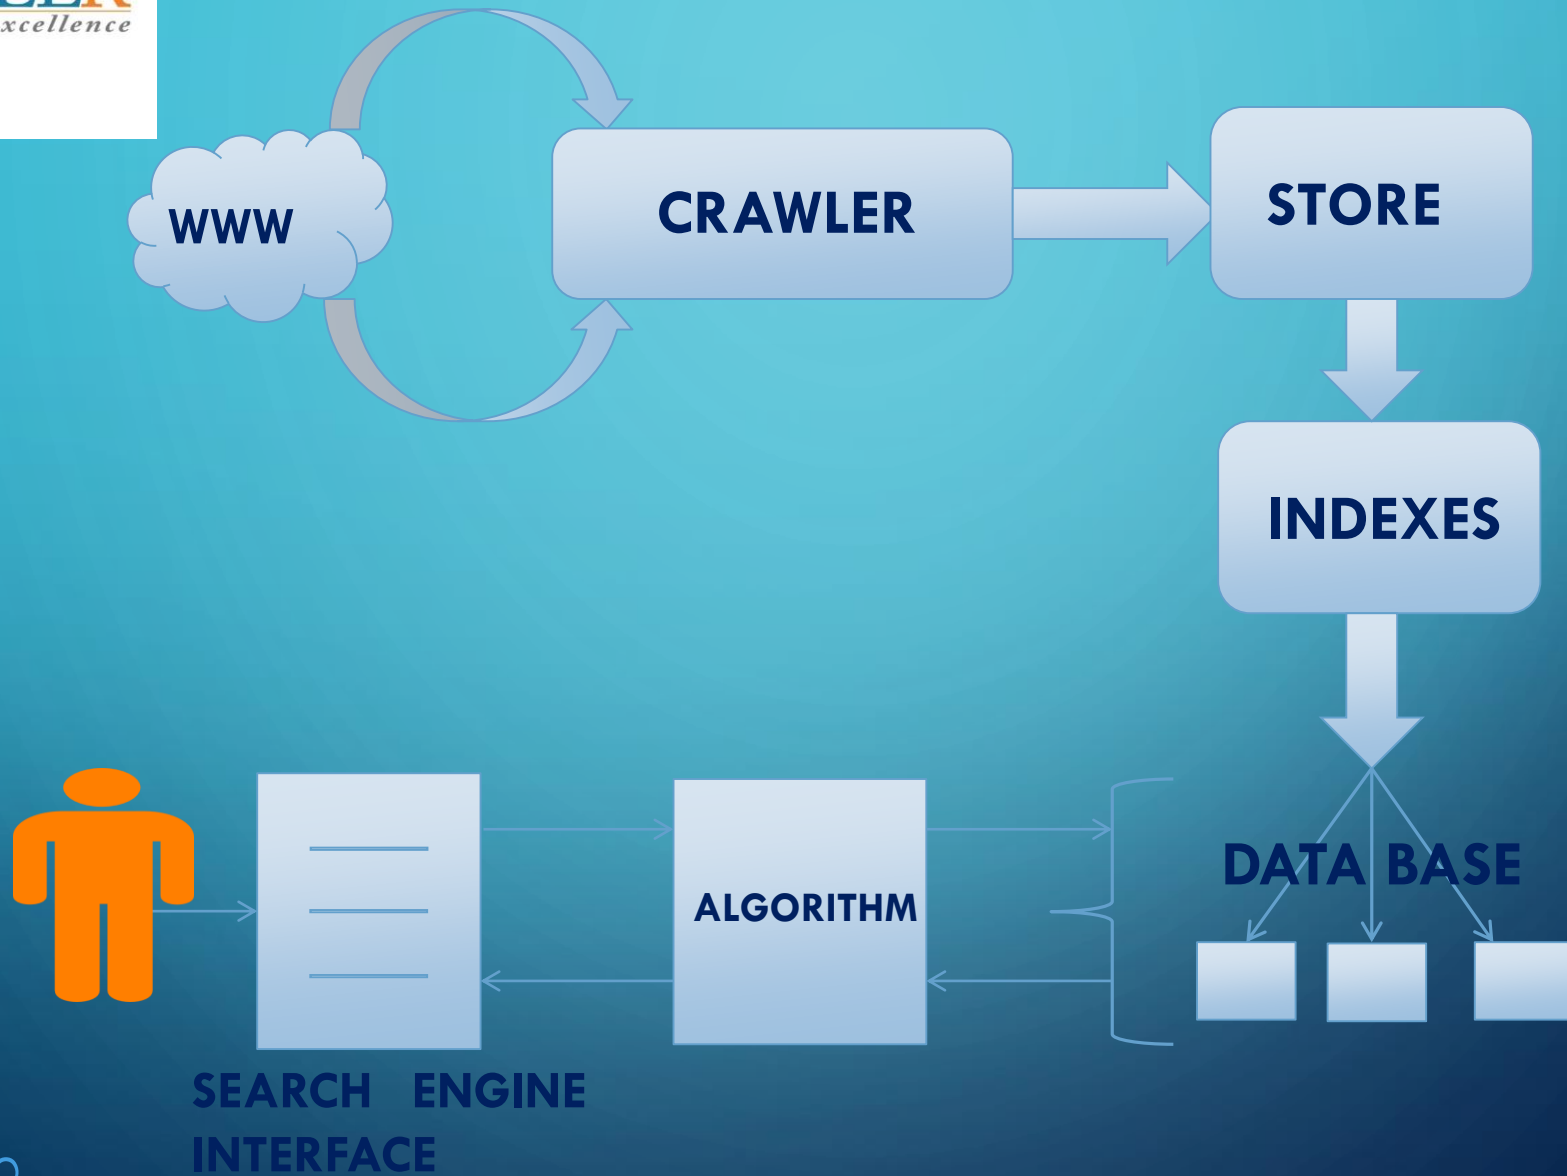 xcellence
WWW
CRAWLER
STORE
INDEXES
DATA BASE
ALGORITHM
SEARCH ENGINE
INTERFACE